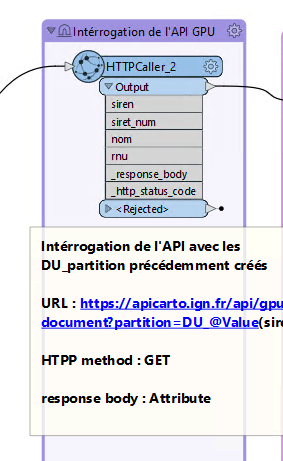 Intérrogation de l'API GPU
HTTPCaller_2
Output
siren
siret_num
nom
rnu
_response_body
_http_status_code
<Rejected>
Intérrogation de l'API avec les
DU_partition précédemment créés
URL : https://apicarto.ign.fr/api/gpu
document?partition=DU_@Value(sire
HTPP method : GET
response body : Attribute